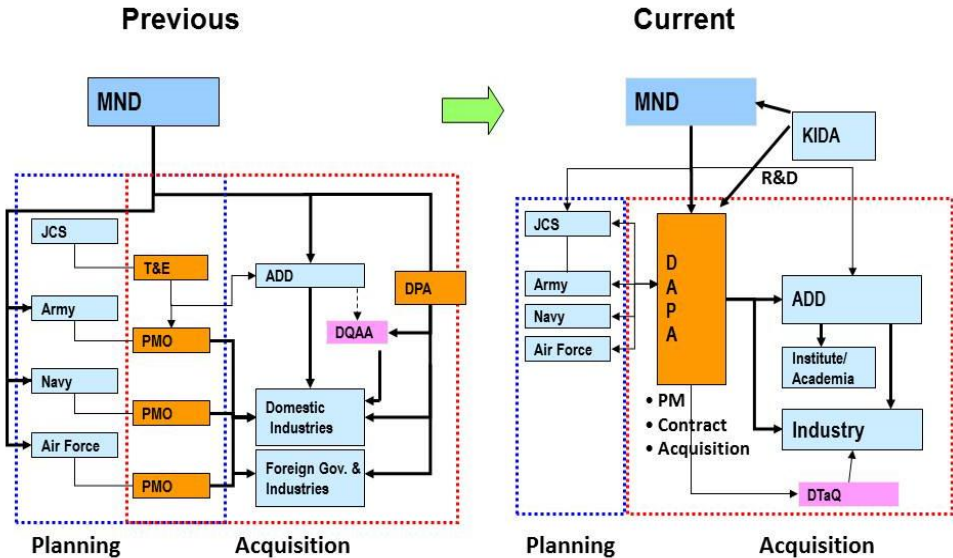 Previous
MND
JCS
T&E
ADD
DPA
Army
PMO
DQAA
Navy
PMO
Domestic
Industries
Air Force
PMO
Foreign Gov. &
Industries
Planning
Acquisition
Current
MND
KIDA
R&D
JCS
D
A
P
A
Army
ADD
Navy
Air Force
Institute/
Academia
• PM
• Contract
• Acquisition
Industry
DTaQ
Planning
Acquisition